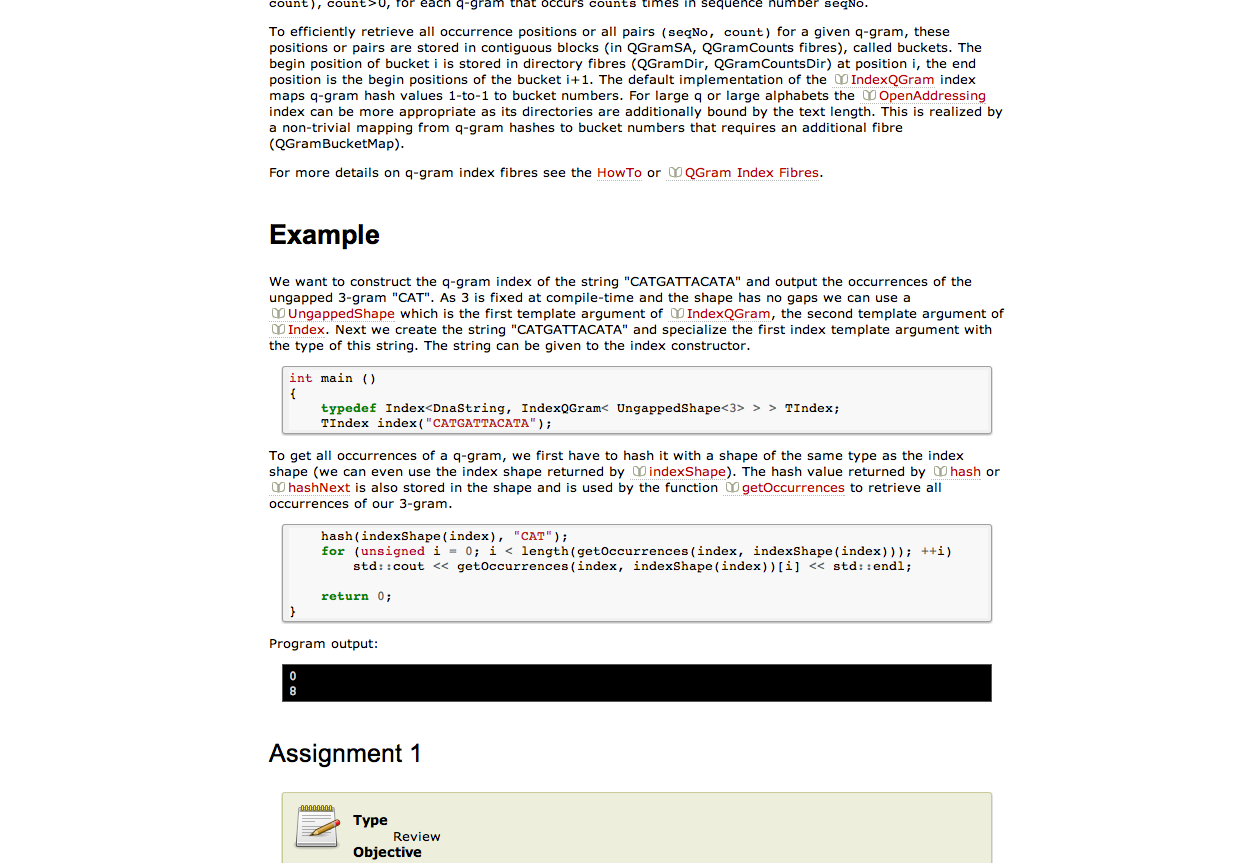 count), count>0, for each q-gram that occurs counts times in sequence number seqNo.
To efficiently retrieve all occurrence positions or all pairs (seqNo, count) for a given q-gram, these
positions or pairs are stored in contiguous blocks (in QGramSA, QGramCounts fibres), called buckets. The
begin position of bucket i is stored in directory fibres (QGramDir, QGramCountsDir) at position i, the end
position is the begin positions of the bucket i+1. The default implementation of the IndexQGram index
maps q-gram hash values 1-to-1 to bucket numbers. For large q or large alphabets the OpenAddressing
index can be more appropriate as its directories are additionally bound by the text length. This is realized by
a non-trivial mapping from q-gram hashes to bucket numbers that requires an additional fibre
(QGramBucketMap).
For more details on q-gram index fibres see the HowTo or QGram Index Fibres.
Example
We want to construct the q-gram index of the string "CATGATTACATA" and output the occurrences of the
ungapped 3-gram "CAT". As 3 is fixed at compile-time and the shape has no gaps we can use a
UngappedShape which is the first template argument of IndexQGram, the second template argument of
Index. Next we create the string "CATGATTACATA" and specialize the first index template argument with
the type of this string. The string can be given to the index constructor.
int main ()
{
    typedef Index<DnaString, IndexQGram< UngappedShape<3> > > TIndex;
    TIndex index("CATGATTACATA");
To get all occurrences of a q-gram, we first have to hash it with a shape of the same type as the index
shape (we can even use the index shape returned by indexShape). The hash value returned by hash or
hashNext is also stored in the shape and is used by the function getOccurrences to retrieve all
occurrences of our 3-gram.
    hash(indexShape(index), "CAT");
    for (unsigned i = 0; i < length(getOccurrences(index, indexShape(index))); ++i)
        std::cout << getOccurrences(index, indexShape(index))[i] << std::endl;
    return 0;
}
Program output:
0
8
Assignment 1
Type
Review
Objective